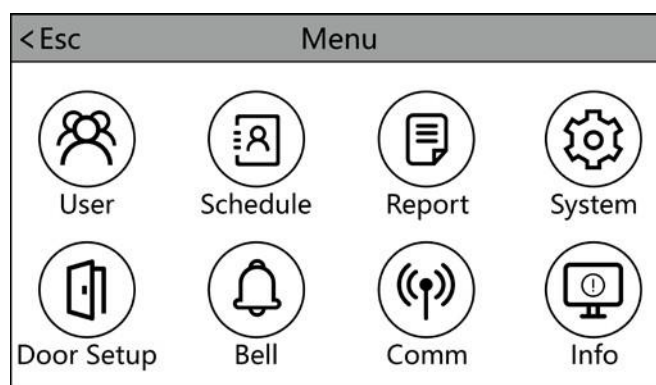 <Esc Menu
User Schedule Report System
Door Setup Bell Comm Info